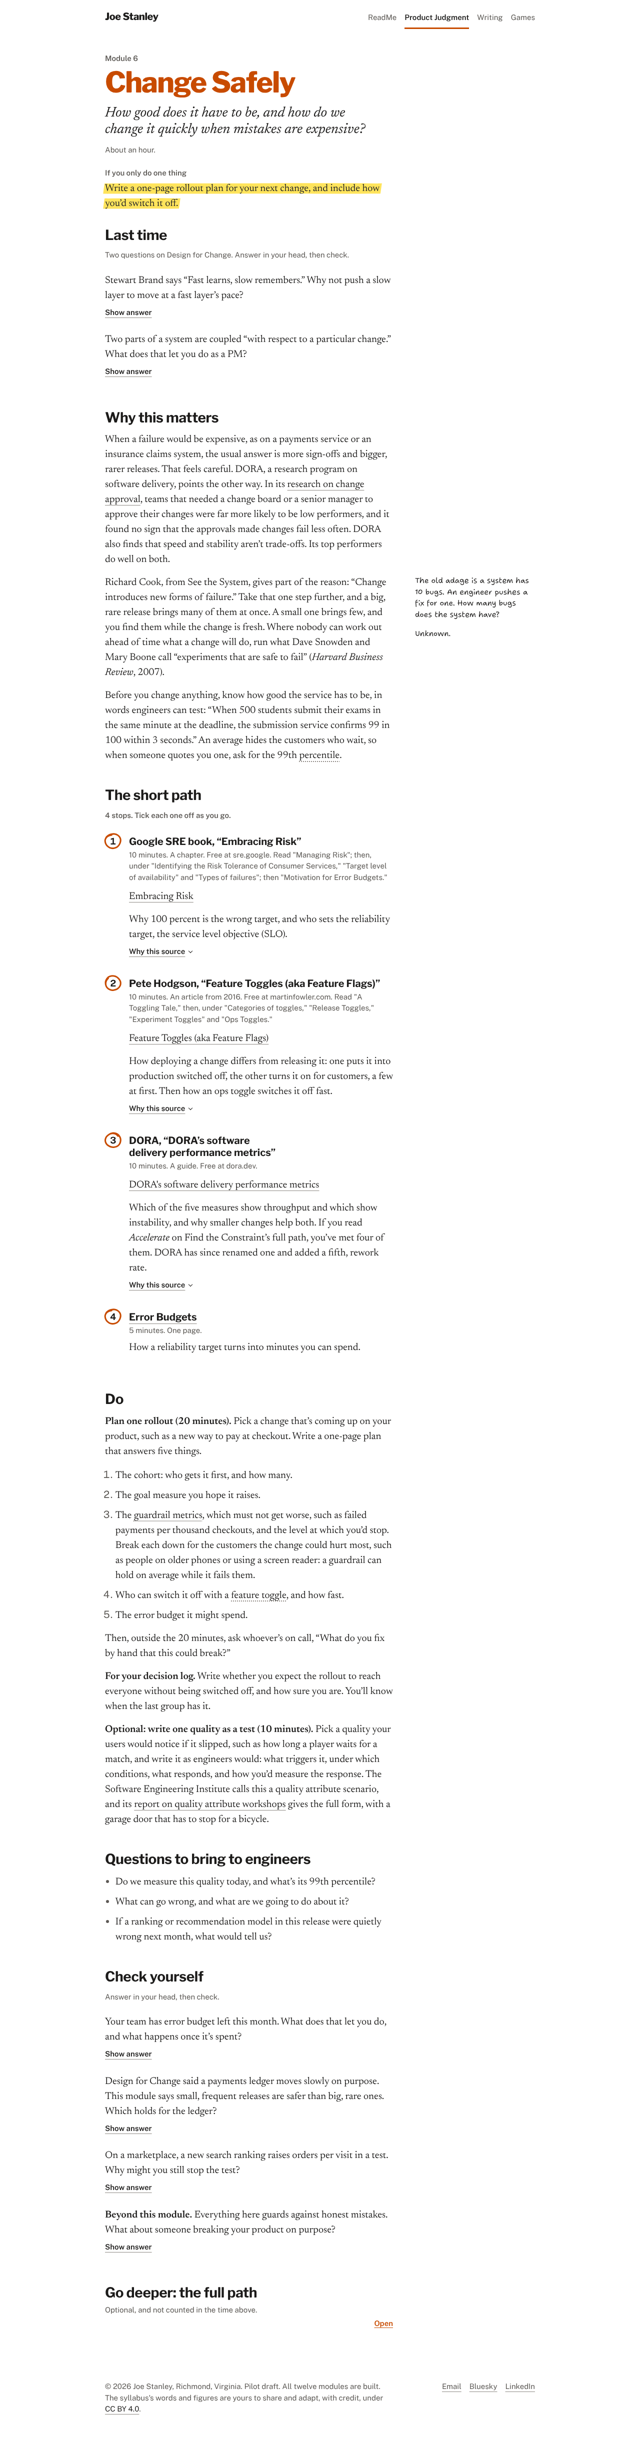 Joe Stanley
ReadMe Product Judgment Writing Games
Module 6
Change Safely
How good does it have to be, and how do we
change it quickly when mistakes are expensive?
About an hour.
If you only do one thing
Write a one-page rollout plan for your next change, and include how
you’d switch it off.
Last time
Two questions on Design for Change. Answer in your head, then check.
Stewart Brand says “Fast learns, slow remembers.” Why not push a slow
layer to move at a fast layer’s pace?
Show answer
Two parts of a system are coupled “with respect to a particular change.”
What does that let you do as a PM?
Show answer
Why this matters
When a failure would be expensive, as on a payments service or an
insurance claims system, the usual answer is more sign-offs and bigger,
rarer releases. That feels careful. DORA, a research program on
software delivery, points the other way. In its research on change
approval, teams that needed a change board or a senior manager to
approve their changes were far more likely to be low performers, and it
found no sign that the approvals made changes fail less often. DORA
also finds that speed and stability aren’t trade-offs. Its top performers
do well on both.
Richard Cook, from See the System, gives part of the reason: “Change
introduces new forms of failure.” Take that one step further, and a big,
rare release brings many of them at once. A small one brings few, and
you find them while the change is fresh. Where nobody can work out
ahead of time what a change will do, run what Dave Snowden and
Mary Boone call “experiments that are safe to fail” (Harvard Business
Review, 2007).
The old adage is a system has
10 bugs. An engineer pushes a
fix for one. How many bugs
does the system have?
Unknown.
Before you change anything, know how good the service has to be, in
words engineers can test: “When 500 students submit their exams in
the same minute at the deadline, the submission service confirms 99 in
100 within 3 seconds.” An average hides the customers who wait, so
when someone quotes you one, ask for the 99th percentile.
The short path
4 stops. Tick each one off as you go.
1 Google SRE book, “Embracing Risk”
10 minutes. A chapter. Free at sre.google. Read "Managing Risk"; then,
under "Identifying the Risk Tolerance of Consumer Services," "Target level
of availability" and "Types of failures"; then "Motivation for Error Budgets."
Embracing Risk
Why 100 percent is the wrong target, and who sets the reliability
target, the service level objective (SLO).
Why this source
2 Pete Hodgson, “Feature Toggles (aka Feature Flags)”
10 minutes. An article from 2016. Free at martinfowler.com. Read "A
Toggling Tale," then, under "Categories of toggles," "Release Toggles,"
"Experiment Toggles" and "Ops Toggles."
Feature Toggles (aka Feature Flags)
How deploying a change differs from releasing it: one puts it into
production switched off, the other turns it on for customers, a few
at first. Then how an ops toggle switches it off fast.
Why this source
3 DORA, “DORA’s software
delivery performance metrics”
10 minutes. A guide. Free at dora.dev.
DORA’s software delivery performance metrics
Which of the five measures show throughput and which show
instability, and why smaller changes help both. If you read
Accelerate on Find the Constraint’s full path, you’ve met four of
them. DORA has since renamed one and added a fifth, rework
rate.
Why this source
4 Error Budgets
5 minutes. One page.
How a reliability target turns into minutes you can spend.
Do
Plan one rollout (20 minutes). Pick a change that’s coming up on your
product, such as a new way to pay at checkout. Write a one-page plan
that answers five things.
1. The cohort: who gets it first, and how many.
2. The goal measure you hope it raises.
3. The guardrail metrics, which must not get worse, such as failed
payments per thousand checkouts, and the level at which you’d stop.
Break each down for the customers the change could hurt most, such
as people on older phones or using a screen reader: a guardrail can
hold on average while it fails them.
4. Who can switch it off with a feature toggle, and how fast.
5. The error budget it might spend.
Then, outside the 20 minutes, ask whoever’s on call, “What do you fix
by hand that this could break?”
For your decision log. Write whether you expect the rollout to reach
everyone without being switched off, and how sure you are. You’ll know
when the last group has it.
Optional: write one quality as a test (10 minutes). Pick a quality your
users would notice if it slipped, such as how long a player waits for a
match, and write it as engineers would: what triggers it, under which
conditions, what responds, and how you’d measure the response. The
Software Engineering Institute calls this a quality attribute scenario,
and its report on quality attribute workshops gives the full form, with a
garage door that has to stop for a bicycle.
Questions to bring to engineers
• Do we measure this quality today, and what’s its 99th percentile?
• What can go wrong, and what are we going to do about it?
• If a ranking or recommendation model in this release were quietly
wrong next month, what would tell us?
Check yourself
Answer in your head, then check.
Your team has error budget left this month. What does that let you do,
and what happens once it’s spent?
Show answer
Design for Change said a payments ledger moves slowly on purpose.
This module says small, frequent releases are safer than big, rare ones.
Which holds for the ledger?
Show answer
On a marketplace, a new search ranking raises orders per visit in a test.
Why might you still stop the test?
Show answer
Beyond this module. Everything here guards against honest mistakes.
What about someone breaking your product on purpose?
Show answer
Go deeper: the full path
Optional, and not counted in the time above.
Open
© 2026 Joe Stanley, Richmond, Virginia. Pilot draft. All twelve modules are built.
The syllabus’s words and figures are yours to share and adapt, with credit, under
CC BY 4.0.
Email Bluesky LinkedIn